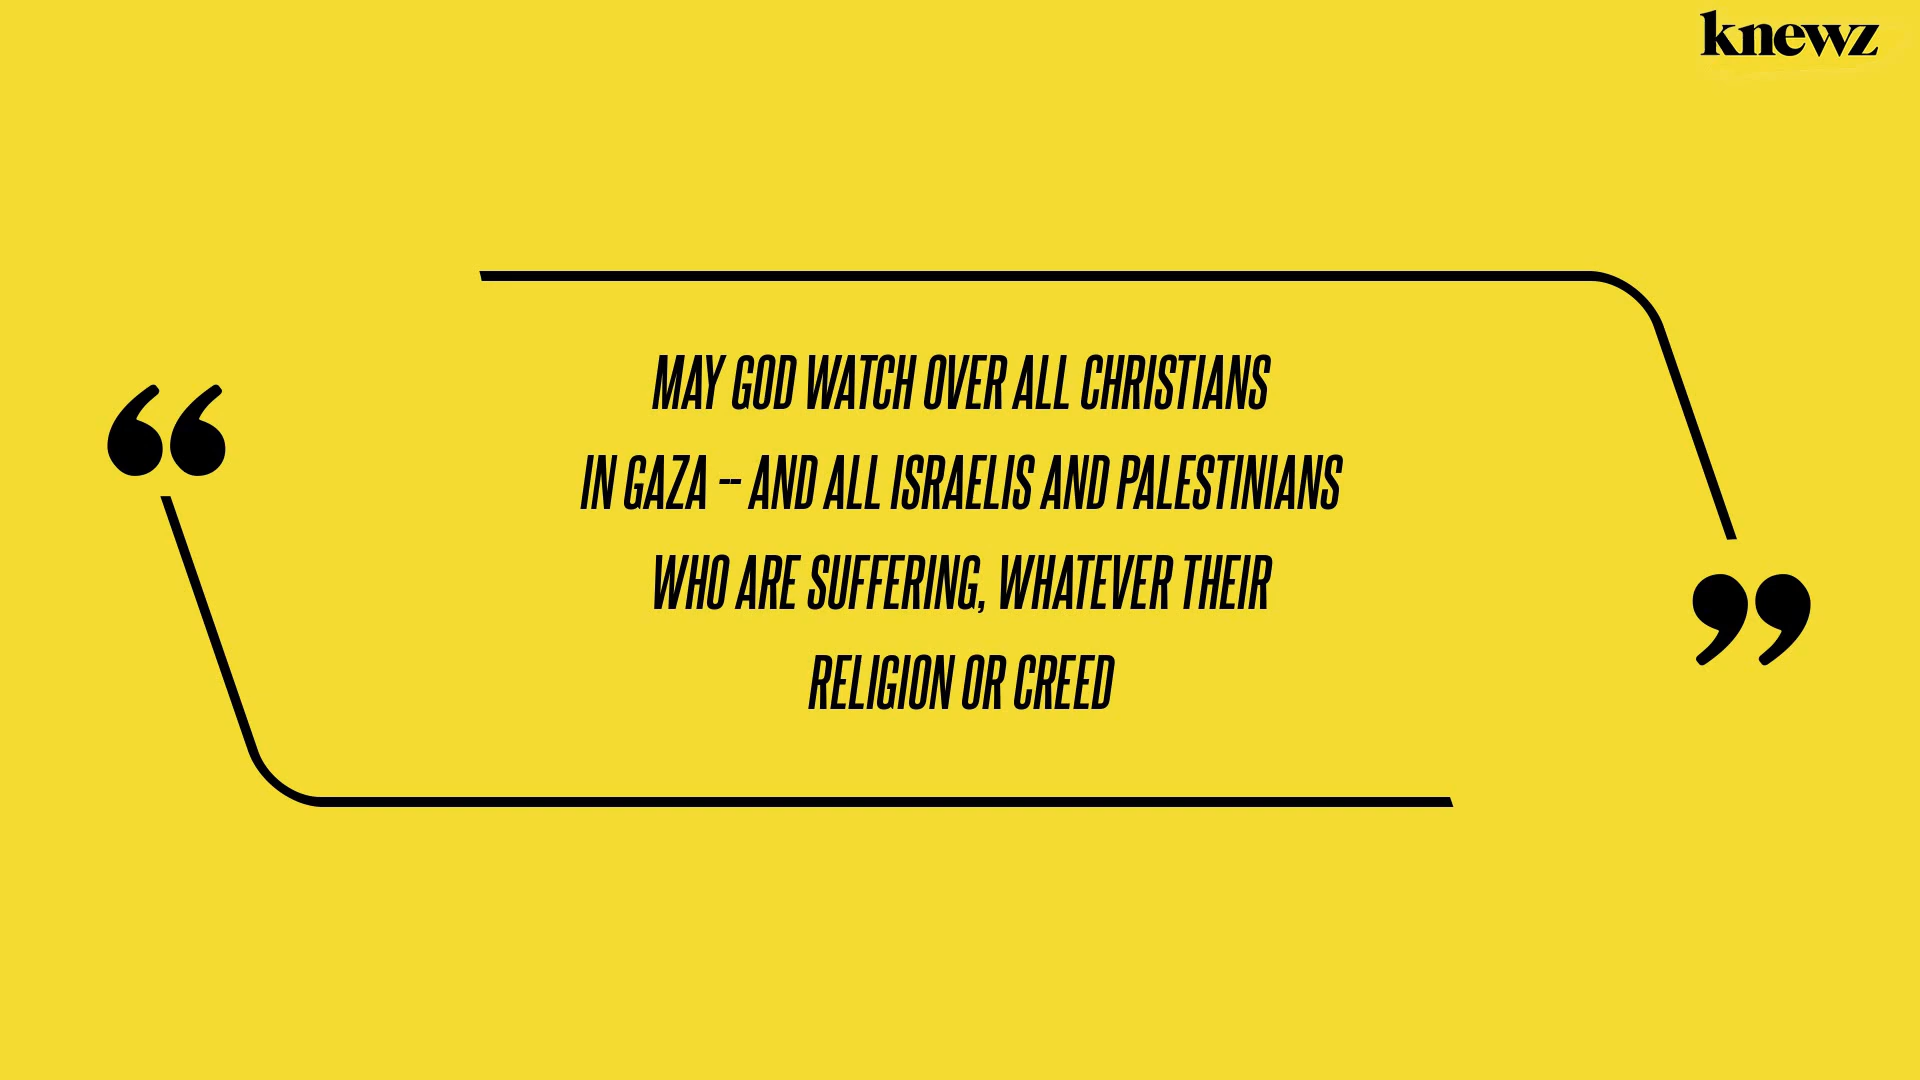 knewz
“
MAY GOD WATCH OVER ALL CHRISTIANS
IN GAZA -- AND ALL ISRAELIS AND PALESTINIANS
WHO ARE SUFFERING, WHATEVER THEIR
RELIGION OR CREED
”